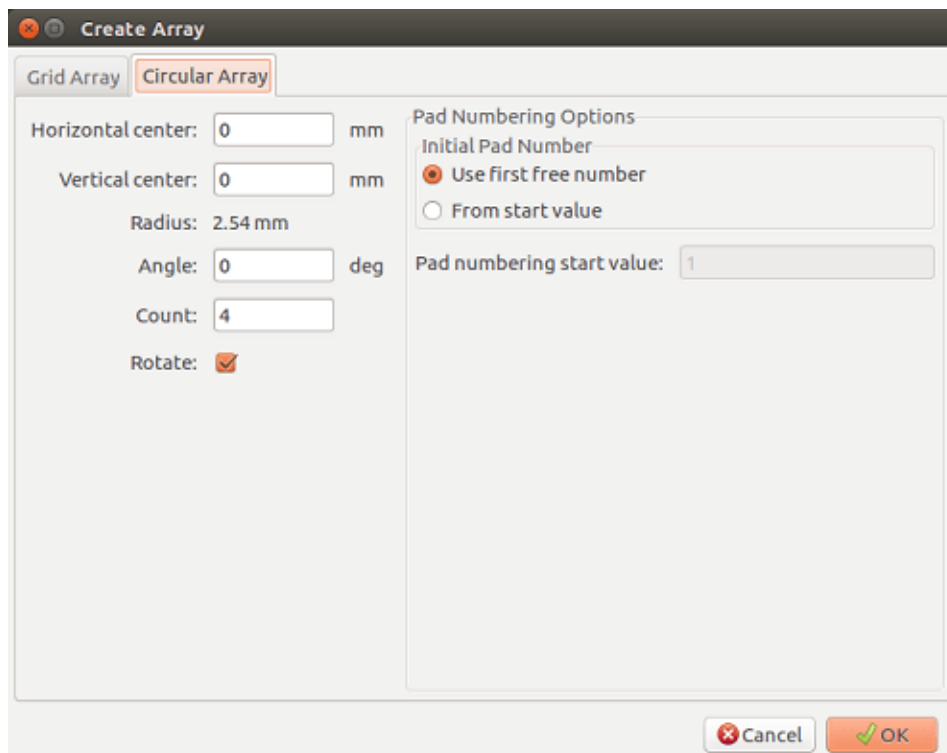 Create Array
Grid Array
Circular Array
Horizontal center: 0 mm
Vertical center: 0 mm
Radius: 2.54 mm
Angle: 0 deg
Count: 4
Rotate:
Pad Numbering Options
Initial Pad Number
Use first free number
From start value
Pad numbering start value: 1
Cancel
OK